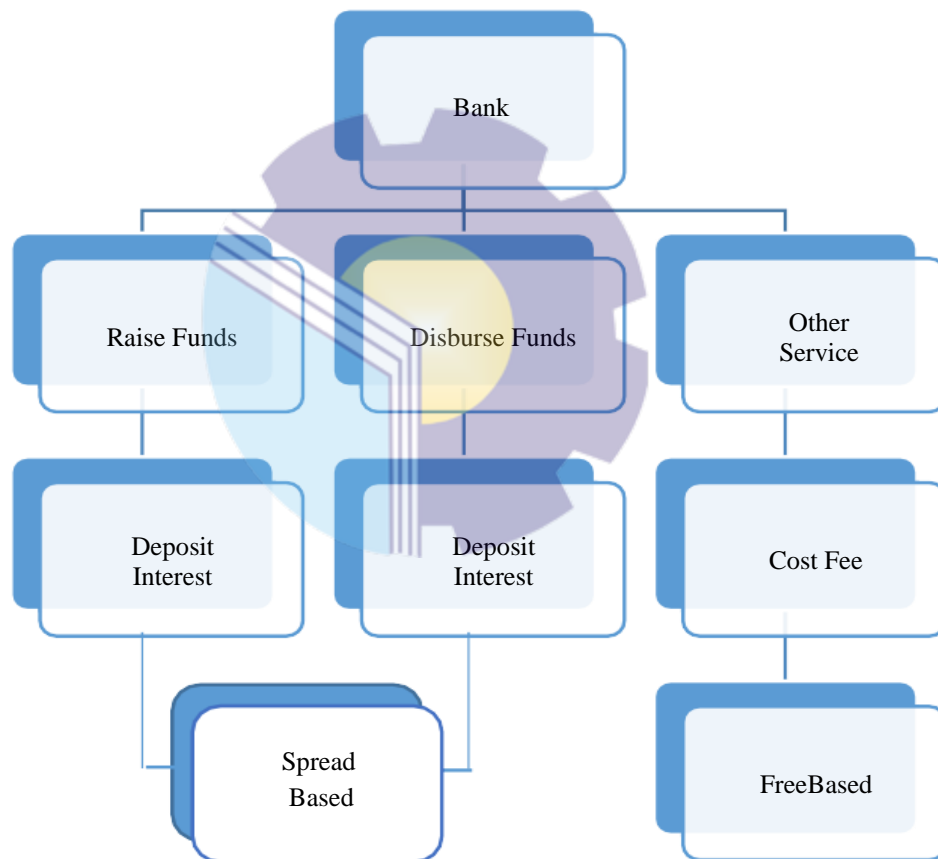 Bank
Raise Funds
Disburse Funds
Other
Service
Deposit
Interest
Deposit
Interest
Cost Fee
Spread
Based
FreeBased